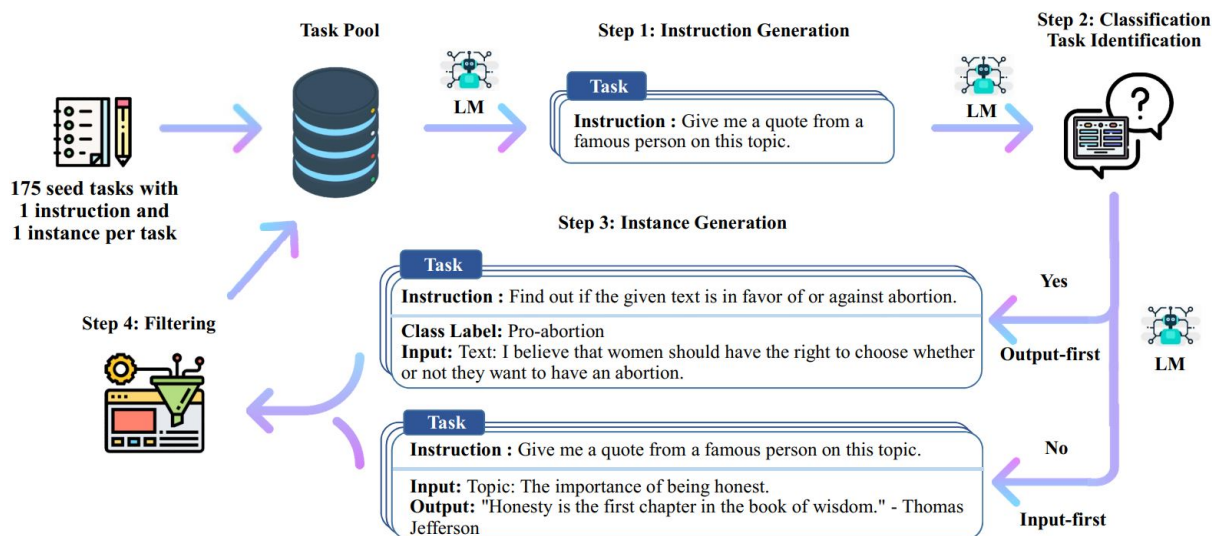 Task Pool
Step 1: Instruction Generation
Step 2: Classification
Task Identification
LM
LM
Task
Instruction : Give me a quote from a
famous person on this topic.
175 seed tasks with
1 instruction and
1 instance per task
Step 3: Instance Generation
Task
Instruction : Find out if the given text is in favor of or against abortion.
Class Label: Pro-abortion
Input: Text: I believe that women should have the right to choose whether
or not they want to have an abortion.
Yes
Output-first
LM
Step 4: Filtering
Task
Instruction : Give me a quote from a famous person on this topic.
Input: Topic: The importance of being honest.
Output: "Honesty is the first chapter in the book of wisdom." - Thomas
Jefferson
No
Input-first